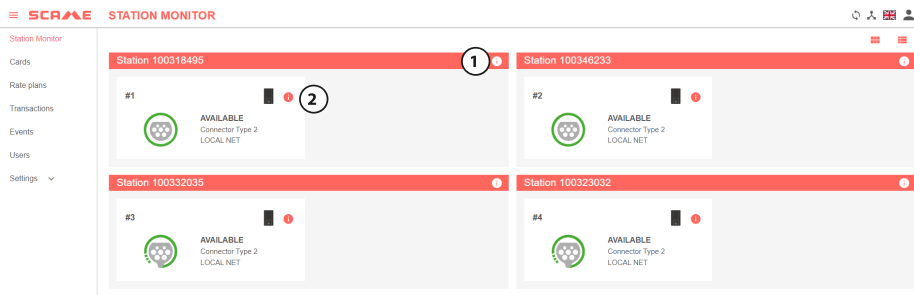 SCAME STATION MONITOR
Station Monitor
Cards
Rate plans
Transactions
Events
Users
Settings
Station 100318495
1
#1
2
AVAILABLE
Connector Type 2
LOCAL NET
Station 100346233
#2
AVAILABLE
Connector Type 2
LOCAL NET
Station 100332035
#3
AVAILABLE
Connector Type 2
LOCAL NET
Station 100323032
#4
AVAILABLE
Connector Type 2
LOCAL NET